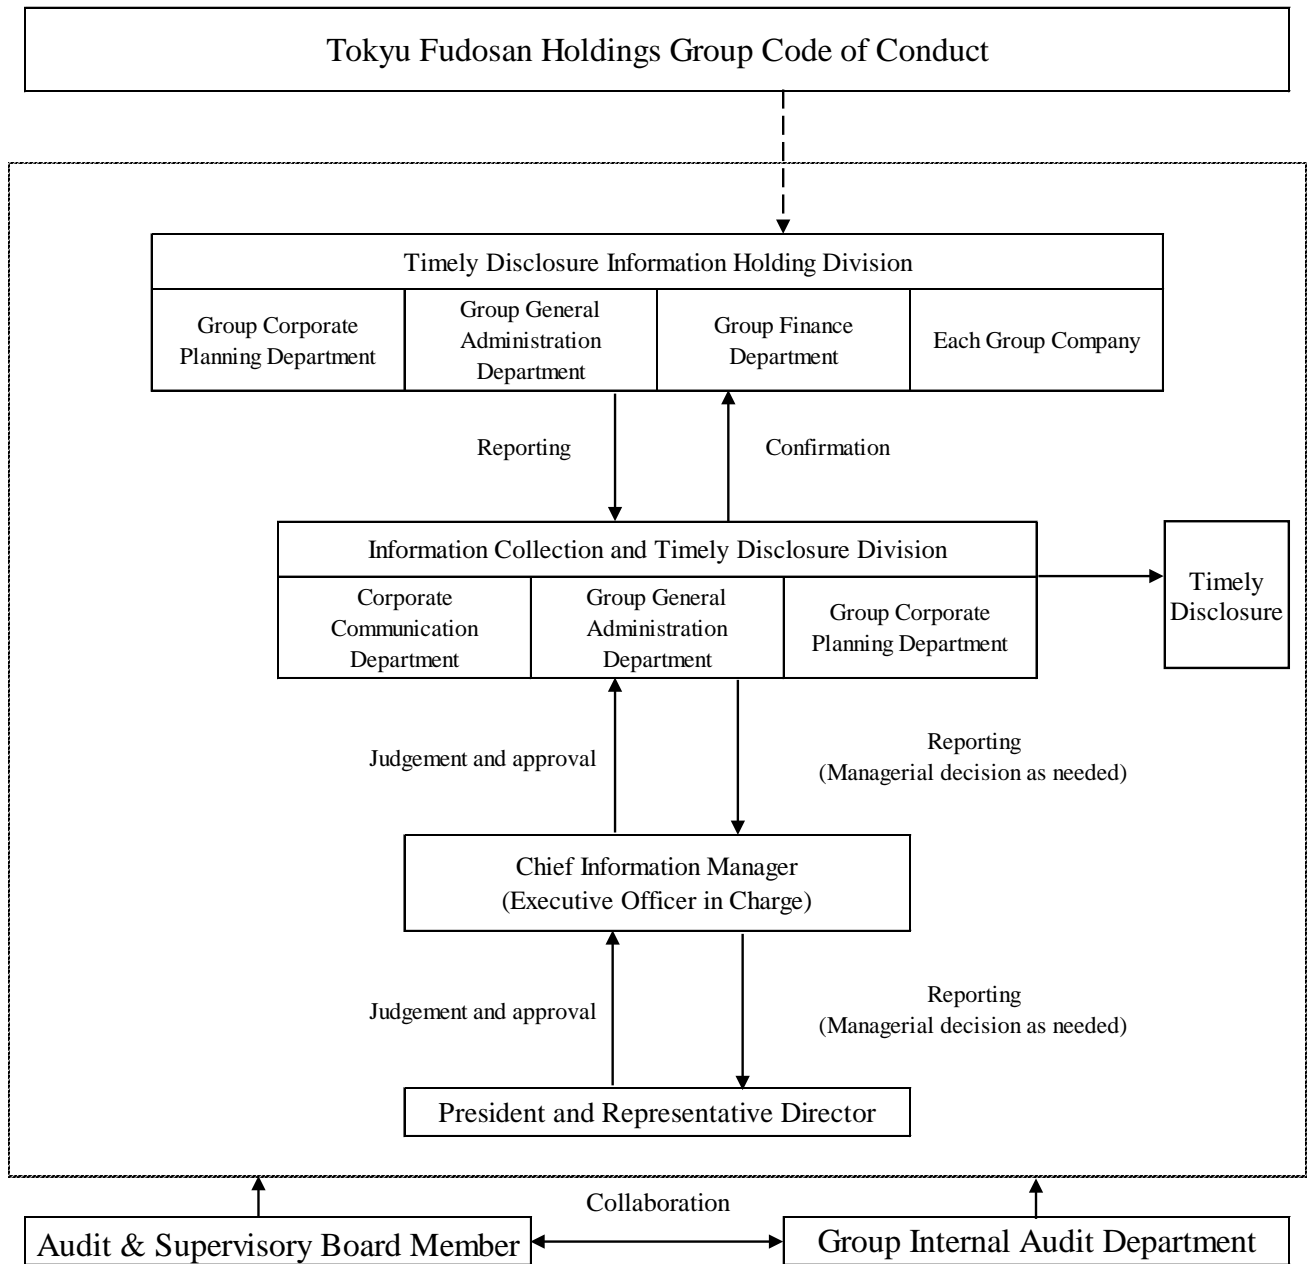 Tokyu Fudosan Holdings Group Code of Conduct
Timely Disclosure Information Holding Division
Group Corporate
Planning Department
Group General
Administration
Department
Group Finance
Department
Each Group Company
Reporting
Confirmation
Information Collection and Timely Disclosure Division
Corporate
Communication
Department
Group General
Administration
Department
Group Corporate
Planning Department
Timely
Disclosure
Judgement and approval
Reporting
(Managerial decision as needed)
Chief Information Manager
(Executive Officer in Charge)
Judgement and approval
Reporting
(Managerial decision as needed)
President and Representative Director
Collaboration
Audit & Supervisory Board Member
Group Internal Audit Department